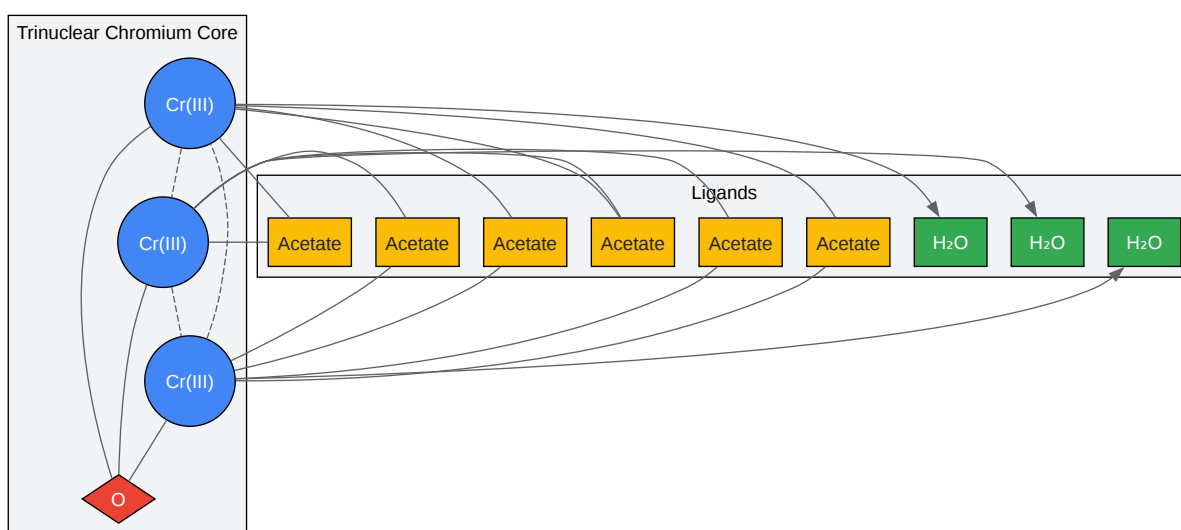 Trinuclear Chromium Core
Cr(III)
Cr(III)
Cr(III)
O
Ligands
Acetate
Acetate
Acetate
Acetate
Acetate
Acetate
H₂O
H₂O
H₂O